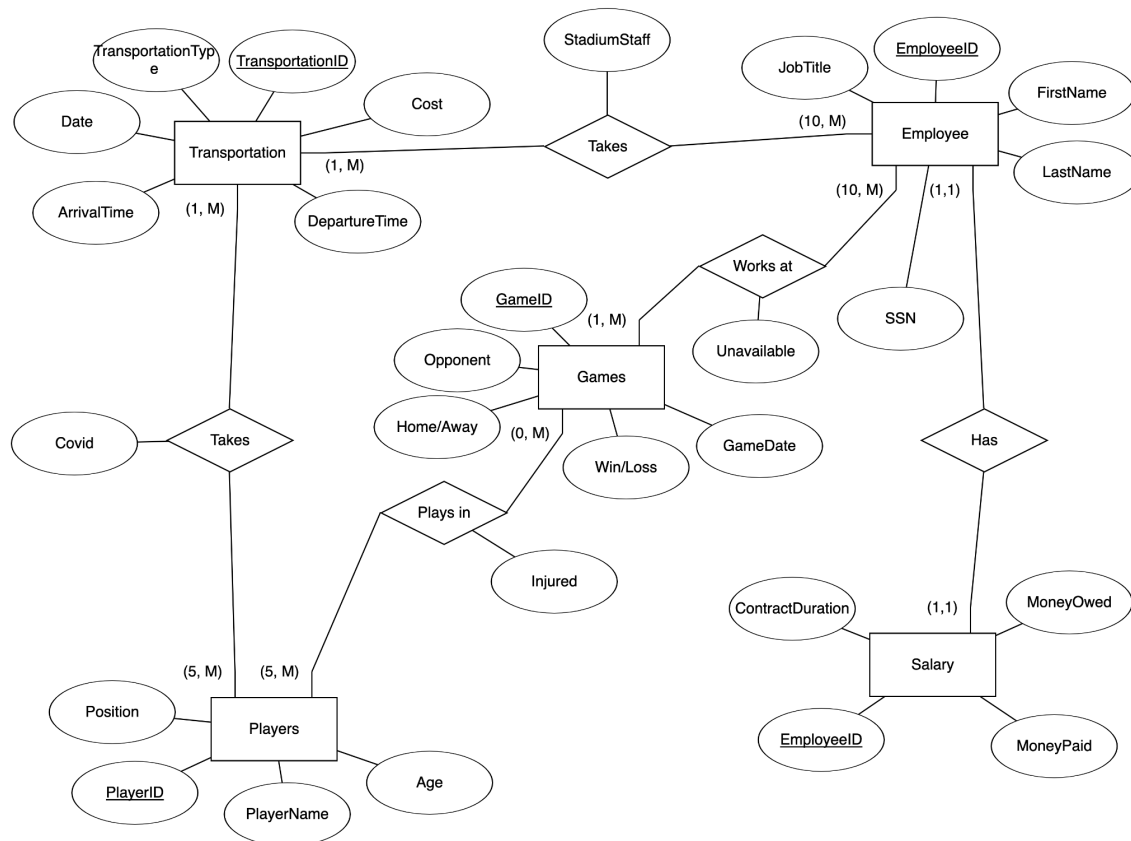 StadiumStaff
TransportationTyp
e
TransportationID
EmployeeID
JobTitle
FirstName
Cost
Date
(10, M)
Employee
Transportation
Takes
(1, M)
LastName
(1, M)
(10, M)
(1,1)
ArrivalTime
DepartureTime
Works at
GameID
(1, M)
SSN
Opponent
Unavailable
Games
Home/Away
(0, M)
Covid
Takes
Has
GameDate
Win/Loss
Plays in
Injured
ContractDuration
(1,1)
MoneyOwed
(5, M)
(5, M)
Salary
Position
Players
EmployeeID
MoneyPaid
Age
PlayerID
PlayerName